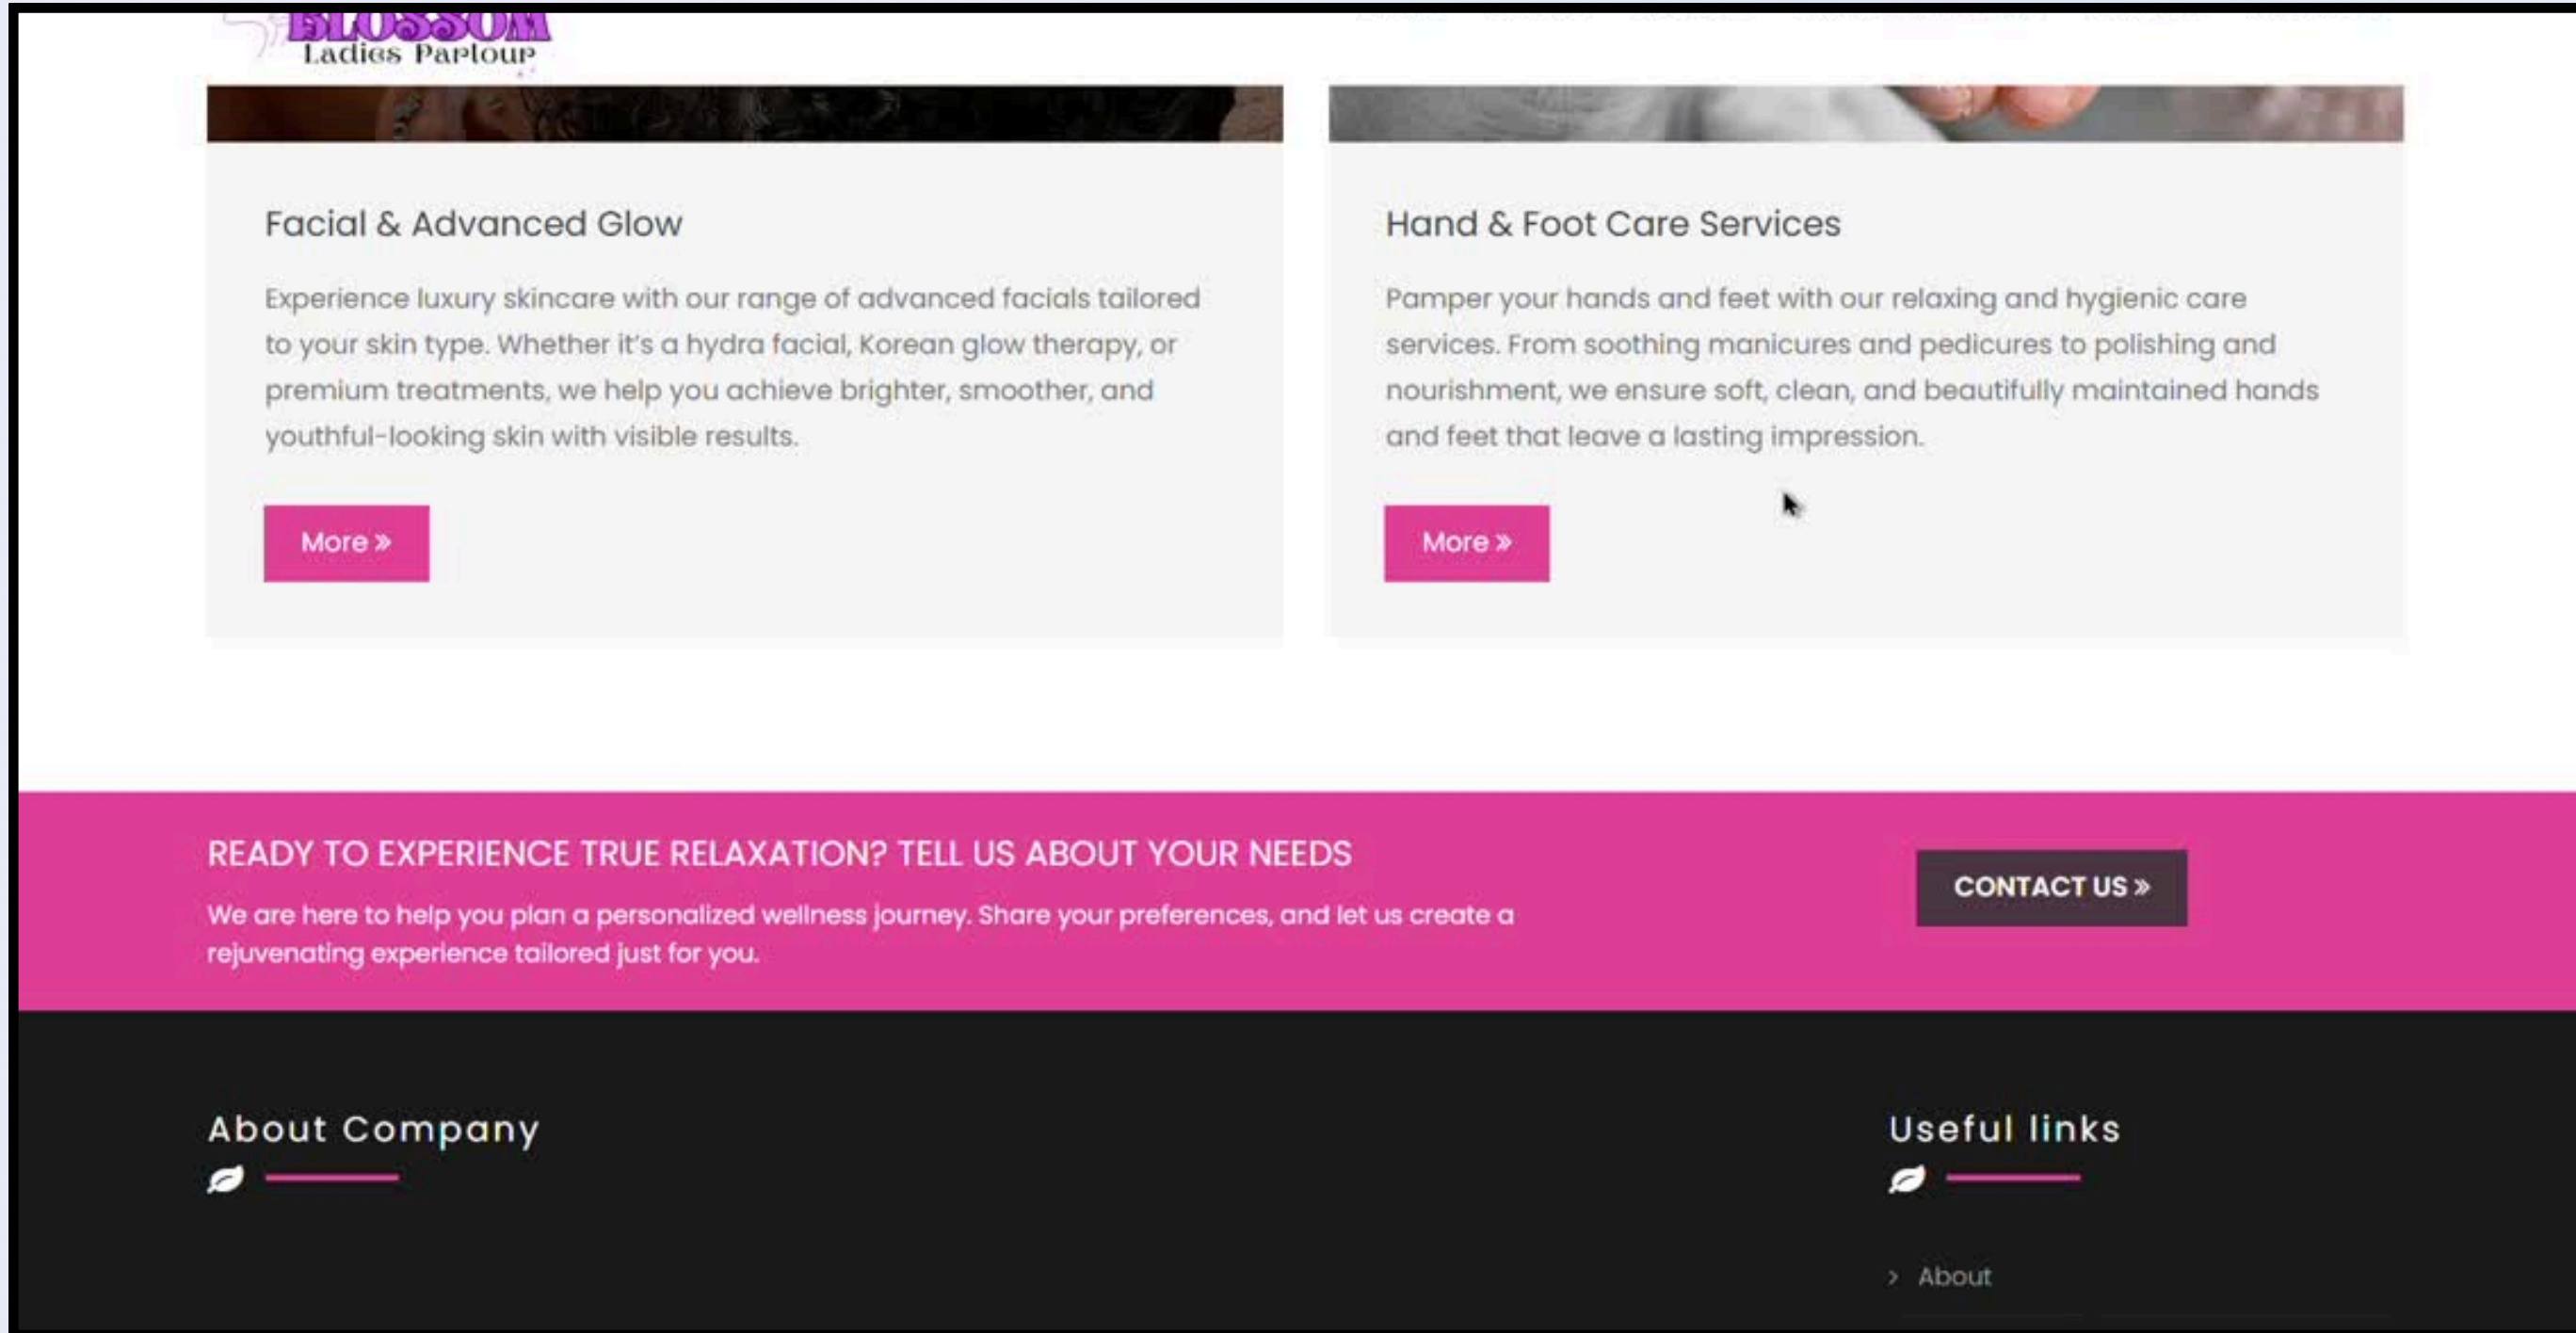 BLOSSOM
Ladies Parlour
Facial & Advanced Glow
Experience luxury skincare with our range of advanced facials tailored
to your skin type. Whether it's a hydra facial, Korean glow therapy, or
premium treatments, we help you achieve brighter, smoother, and
youthful-looking skin with visible results.
More »
Hand & Foot Care Services
Pamper your hands and feet with our relaxing and hygienic care
services. From soothing manicures and pedicures to polishing and
nourishment, we ensure soft, clean, and beautifully maintained hands
and feet that leave a lasting impression.
More »
READY TO EXPERIENCE TRUE RELAXATION? TELL US ABOUT YOUR NEEDS
We are here to help you plan a personalized wellness journey. Share your preferences, and let us create a
rejuvenating experience tailored just for you.
CONTACT US »
About Company
Useful links
> About